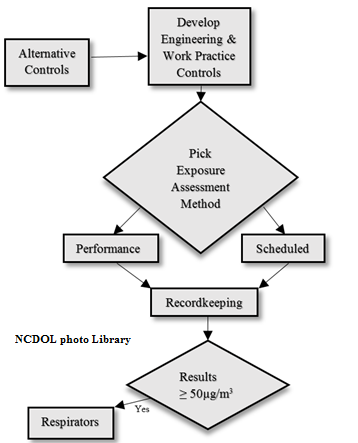 Develop
Engineering &
Work Practice
Controls
Alternative
Controls
Pick
Exposure
Assessment
Method
Performance
Scheduled
Recordkeeping
NCDOL photo Library
Results
≥ 50µg/m³
Yes
Respirators